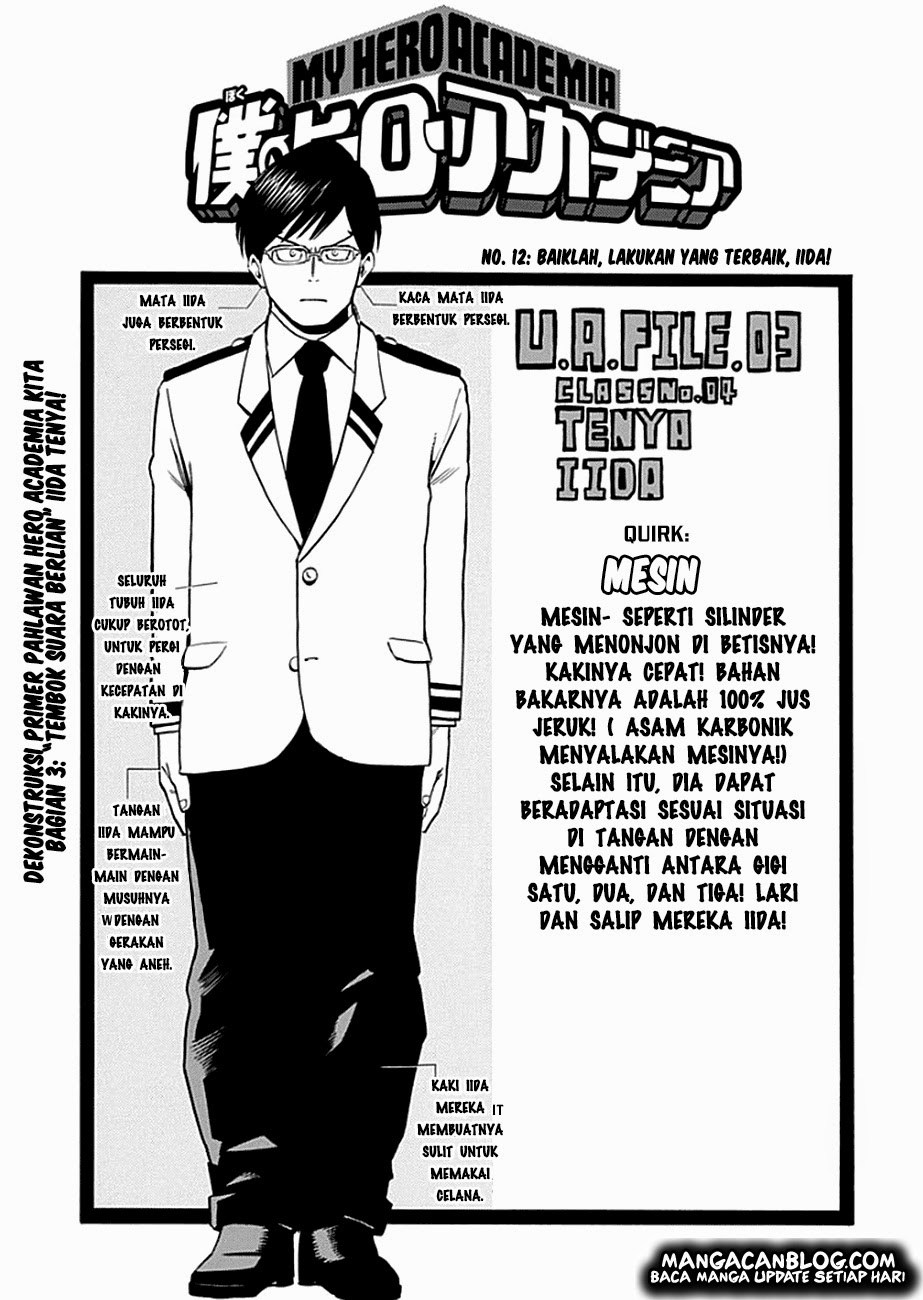 MY HERO ACADEMIA
ぼく
僕のヒーローアカデミア
NO. 12: BAIKLAH, LAKUKAN YANG TERBAIK, IIDA!
MATA IIDA
JUGA BERBENTUK
PERSEGI.
KACA MATA IIDA
BERBENTUK PERSEGI.
U.A.FILE.03
CLASS No.04
TENYA
IIDA
DEKONSTRUKSI PRIMER PAHLAWAN HERO ACADEMIA KITA
BAGIAN 3: "TEMBOK SUARA BERLIAN" IIDA TENYA!
QUIRK:
MESIN
MESIN- SEPERTI SILINDER
YANG MENONJON DI BETISNYA!
KAKINYA CEPAT! BAHAN
BAKARNYA ADALAH 100% JUS
JERUK! ( ASAM KARBONIK
MENYALAKAN MESINYA!)
SELAIN ITU, DIA DAPAT
BERADAPTASI SESUAI SITUASI
DI TANGAN DENGAN
MENGGANTI ANTARA GIGI
SATU, DUA, DAN TIGA! LARI
DAN SALIP MEREKA IIDA!
SELURUH
TUBUH IIDA
CUKUP BEROTOT,
UNTUK PERGI
DENGAN
KECEPATAN DI
KAKINYA.
TANGAN
IIDA MAMPU
BERMAIN-
MAIN DENGAN
MUSUHNYA
WDENGAN
GERAKAN
YANG ANEH.
KAKI IIDA
MEREKA IT
MEMBUATNYA
SULIT UNTUK
MEMAKAI
CELANA.
MANGACANBLOG.COM
BACA MANGA UPDATE SETIAP HARI